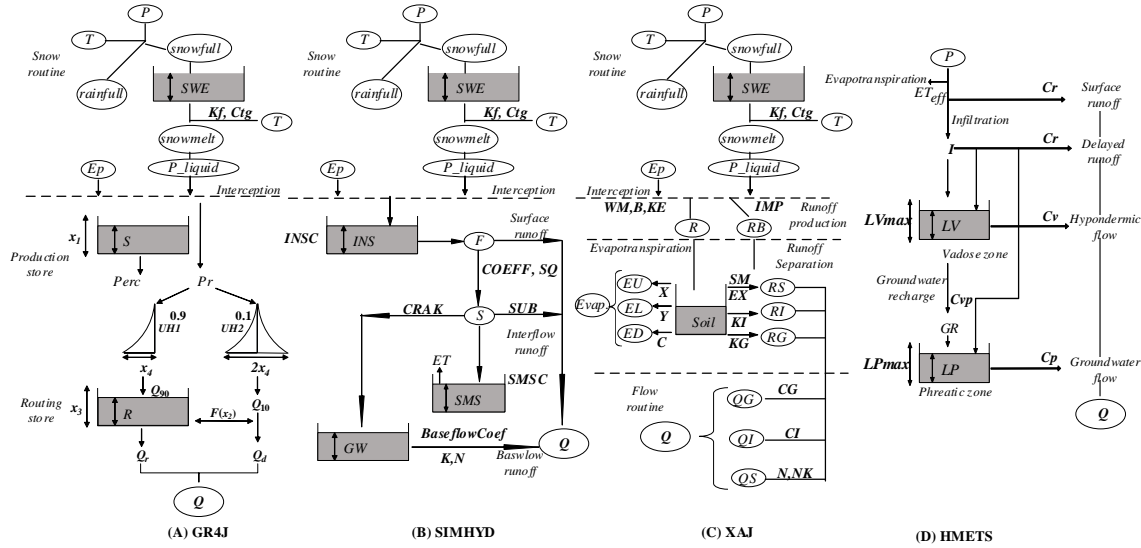 P
T
Snow
routine
snowfull
rainfull
SWE
Kf, Ctg
T
snowmelt
Ep
P_liquid
Interception
x1
S
Production
store
Perc
Pr
0.9
UH1
0.1
UH2
x4
2x4
Q90
Routing
store
x3
R
F(x2)
Q10
Qr
Qd
Q
(A) GR4J
P
T
Snow
routine
snowfull
rainfull
SWE
Kf, Ctg
T
snowmelt
Ep
P_liquid
Interception
INSC
INS
F
Surface
runoff
COEFF, SQ
CRAK
S
SUB
Interflow
runoff
ET
SMSC
SMS
GW
BaseflowCoef
K,N
Q
Baswlow
runoff
(B) SIMHYD
P
T
Snow
routine
snowfull
rainfull
SWE
Kf, Ctg
T
snowmelt
Ep
P_liquid
Interception
WM,B,KE
IMP
Runoff
production
R
RB
Evapotranspiration
Runoff
Separation
Evap.
EU
X
EL
Y
ED
C
Soil
SM
EX
RS
KI
RI
KG
RG
Flow
routine
Q
QG
CG
QI
CI
QS
N,NK
(C) XAJ
P
Evapotranspiration
ETeff
Cr
Surface
runoff
Infiltration
I
Cr
Delayed
runoff
LVmax
LV
Cv
Hypondermic
flow
Vadose zone
Groundwater
recharge
Cvp
GR
LPmax
LP
Cp
Groundwater
flow
Phreatic zone
Q
(D) HMETS